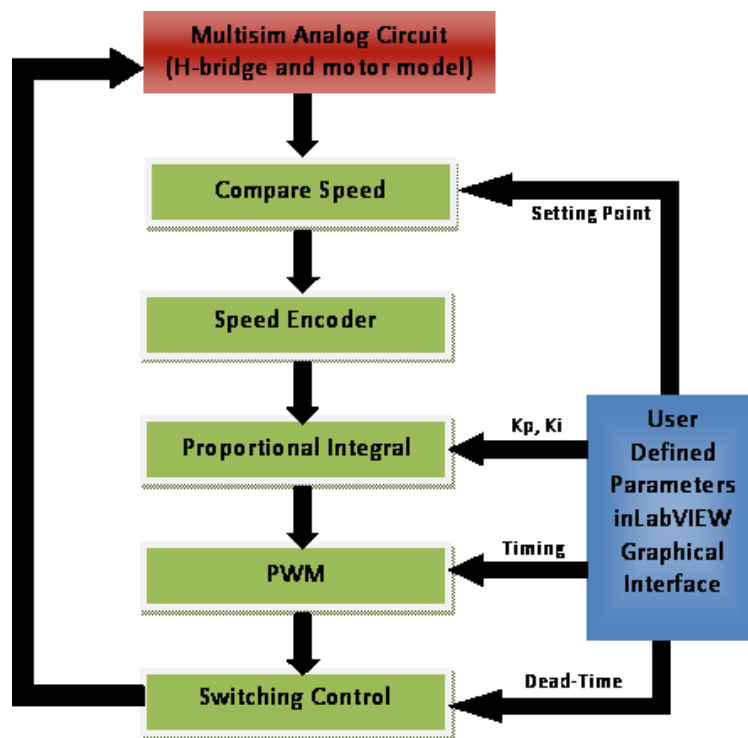 Multisim Analog Circuit
(H-bridge and motor model)
Compare Speed
Setting Point
Speed Encoder
Proportional Integral
Kp, Ki
User
Defined
Parameters
inLabVIEW
Graphical
Interface
PWM
Timing
Switching Control
Dead-Time